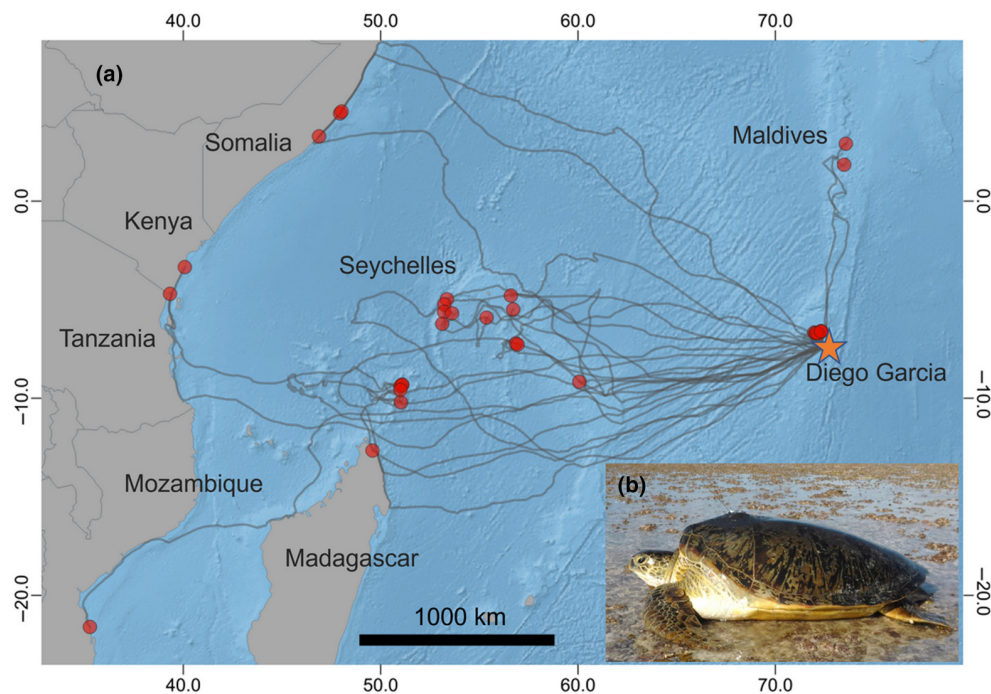 40.0 50.0 60.0 70.0
(a)
Somalia
Maldives
0.0 0.0
Kenya
Seychelles
Tanzania
Diego Garcia
−10.0 −10.0
Mozambique
(b)
Madagascar
−20.0 −20.0
1000 km
40.0 50.0 60.0 70.0